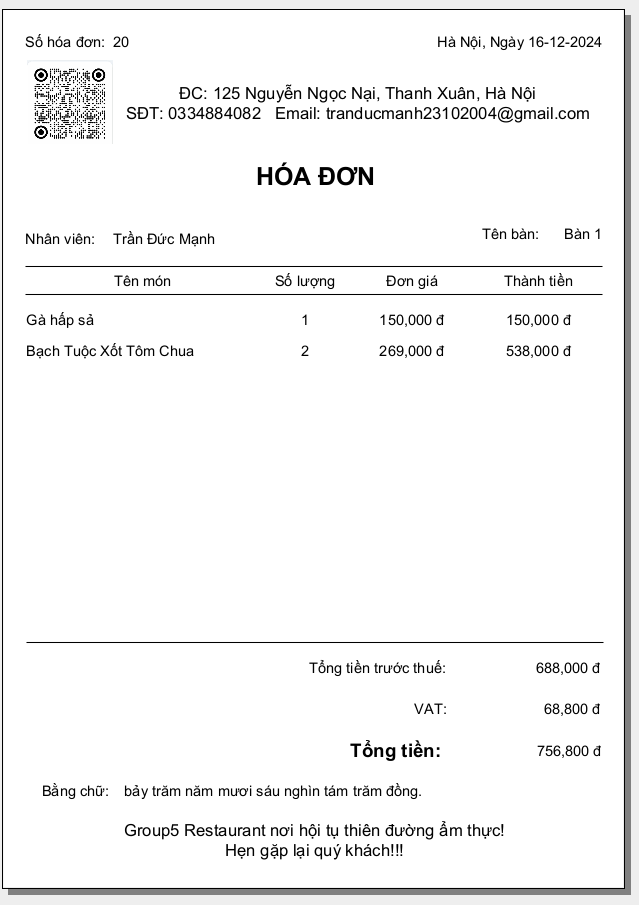 Số hóa đơn: 20 Hà Nội, Ngày 16-12-2024
ĐC: 125 Nguyễn Ngọc Nại, Thanh Xuân, Hà Nội
SĐT: 0334884082 Email: tranducmanh23102004@gmail.com
HÓA ĐƠN
Nhân viên: Trần Đức Mạnh Tên bàn: Bàn 1
Tên món Số lượng Đơn giá Thành tiền
Gà hấp sả 1 150,000 đ 150,000 đ
Bạch Tuộc Xốt Tôm Chua 2 269,000 đ 538,000 đ
Tổng tiền trước thuế: 688,000 đ
VAT: 68,800 đ
Tổng tiền: 756,800 đ
Bằng chữ: bảy trăm năm mươi sáu nghìn tám trăm đồng.
Group5 Restaurant nơi hội tụ thiên đường ẩm thực!
Hẹn gặp lại quý khách!!!